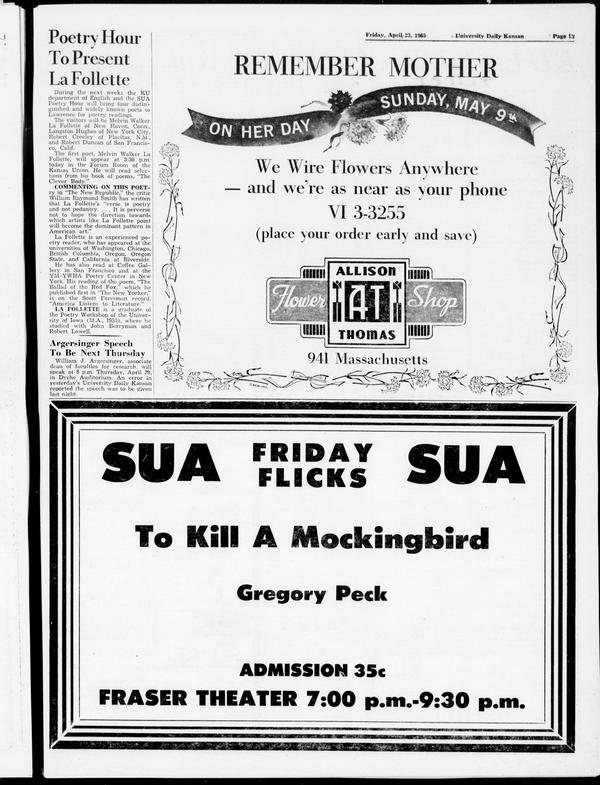 Friday, April 23, 1965 University Daily Kansan Page 13
Poetry Hour
To Present
La Follette
During the next weeks the KU
department of English and the SUA
Poetry Hour will bring four distin-
guished and widely known poets to
Lawrence for poetry readings.
The visitors will be Melvin Walker
La Follette of New Haven, Conn.,
Langston Hughes of New York City,
Robert Creeley of Placitas, N.M.,
and Robert Duncan of San Francis-
co, Calif.
The first poet, Melvin Walker La
Follette, will appear at 3:30 p.m.
today in the Forum Room of the
Kansas Union. He will read selec-
tions from his book of poems, "The
Clever Body."
COMMENTING ON THIS POET-
ry in "The New Republic," the critic
William Raymond Smith has written
that La Follette's "verse is poetry
and not pedantry. . . . It is perverse
not to hope the direction towards
which artists like La Follette point
will become the dominant pattern in
American art."
La Follette is an experienced po-
etry reader, who has appeared at the
universities of Washington, Chicago,
British Columbia, Oregon, Oregon
State, and California at Riverside.
He has also read at Coffee Gal-
lery in San Francisco and at the
YM-YWHA Poetry Center in New
York. His reading of the poem, "The
Ballad of the Red Fox," which he
published first in "The New Yorker,"
is on the Scott Foresman record,
"America Listens to Literature."
LA FOLLETTE is a graduate of
the Poetry Workshop of the Univer-
sity of Iowa (M.A., 1953), where he
studied with John Berryman and
Robert Lowell.
Argersinger Speech
To Be Next Thursday
William J. Argersinger, associate
dean of faculties for research, will
speak at 8 p.m. Thursday, April 29,
in Dyche Auditorium. An error in
yesterday's University Daily Kansan
reported the speech was to be given
last night.
REMEMBER MOTHER
ON HER DAY SUNDAY, MAY 9th
We Wire Flowers Anywhere
— and we're as near as your phone
VI 3-3255
(place your order early and save)
ALLISON
Flower AT Shop
THOMAS
941 Massachusetts
SUA FRIDAY FLICKS SUA
To Kill A Mockingbird
Gregory Peck
ADMISSION 35c
FRASER THEATER 7:00 p.m.-9:30 p.m.